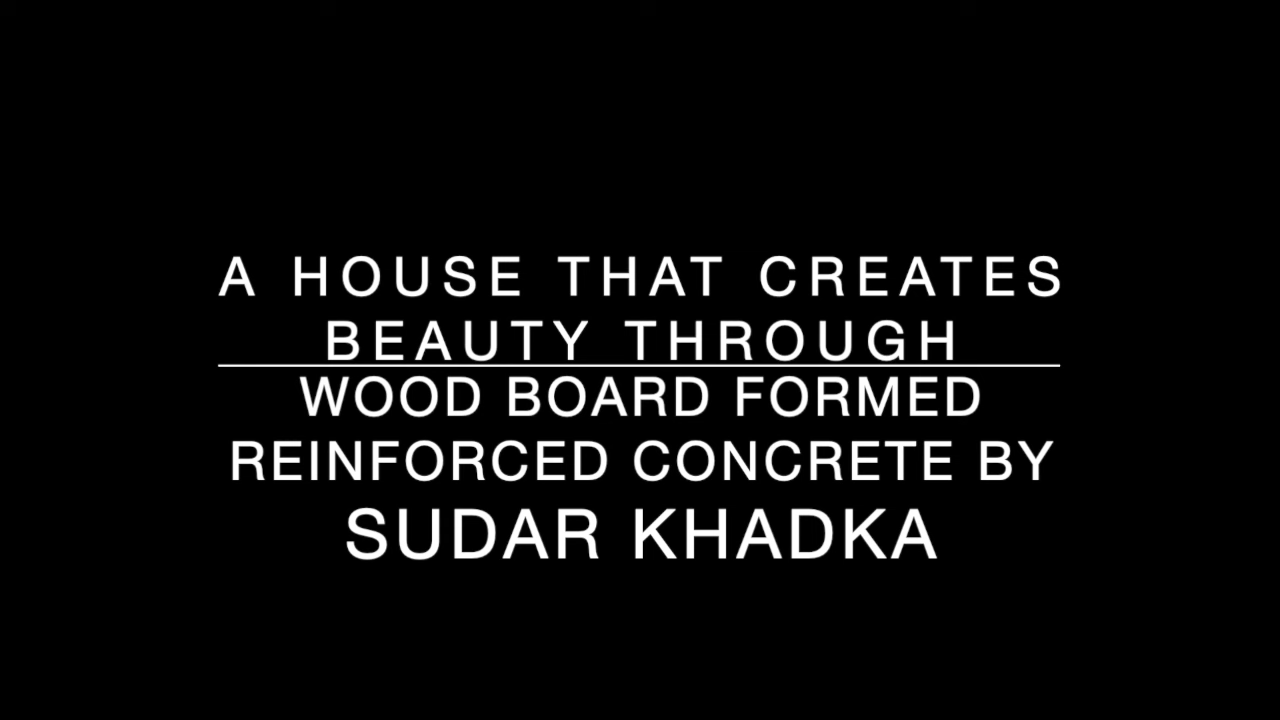 A HOUSE THAT CREATES
BEAUTY THROUGH
WOOD BOARD FORMED
REINFORCED CONCRETE BY
SUDAR KHADKA